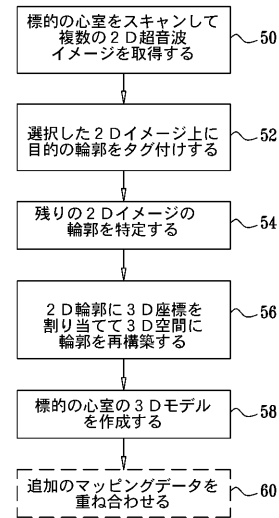 標的の心室をスキャンして
複数の２Ｄ超音波
イメージを取得する
50
選択した２Ｄイメージ上に
目的の輪郭をタグ付けする
52
残りの２Ｄイメージの
輪郭を特定する
54
２Ｄ輪郭に３Ｄ座標を
割り当てて３Ｄ空間に
輪郭を再構築する
56
標的の心室の３Ｄモデル
を作成する
58
追加のマッピングデータを
重ね合わせる
60